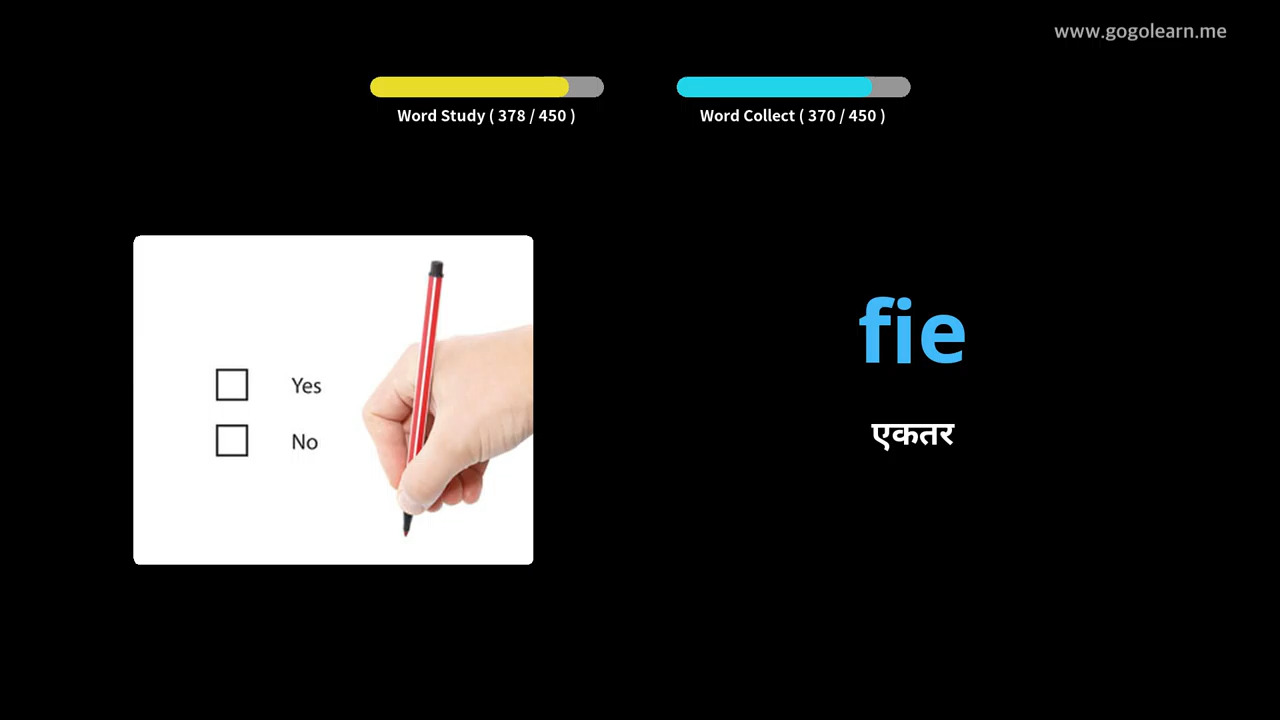 www.gogolearn.me
Word Study ( 378 / 450 )
Word Collect ( 370 / 450 )
Yes
No
fie
एकतर